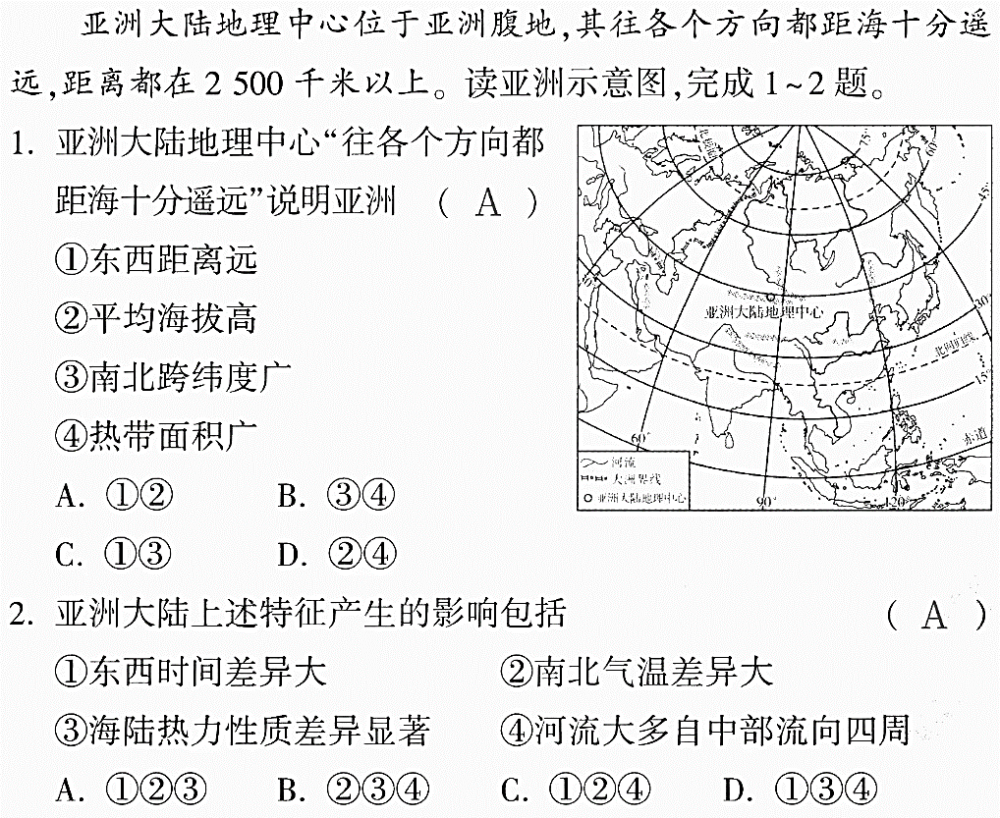 亚洲大陆地理中心位于亚洲腹地,其往各个方向都距海十分遥
远,距离都在 2 500 千米以上。读亚洲示意图,完成 1~2 题。
1. 亚洲大陆地理中心“往各个方向都
距海十分遥远”说明亚洲 ( A )
①东西距离远
②平均海拔高
③南北跨纬度广
④热带面积广
A. ①② B. ③④
C. ①③ D. ②④
75°
60°
45°
30°
亚洲大陆地理中心
北回归线
15°
赤道
60°
河流
大洲界线
亚洲大陆地理中心
90°
120°
2. 亚洲大陆上述特征产生的影响包括 ( A )
①东西时间差异大 ②南北气温差异大
③海陆热力性质差异显著 ④河流大多自中部流向四周
A. ①②③ B. ②③④ C. ①②④ D. ①③④